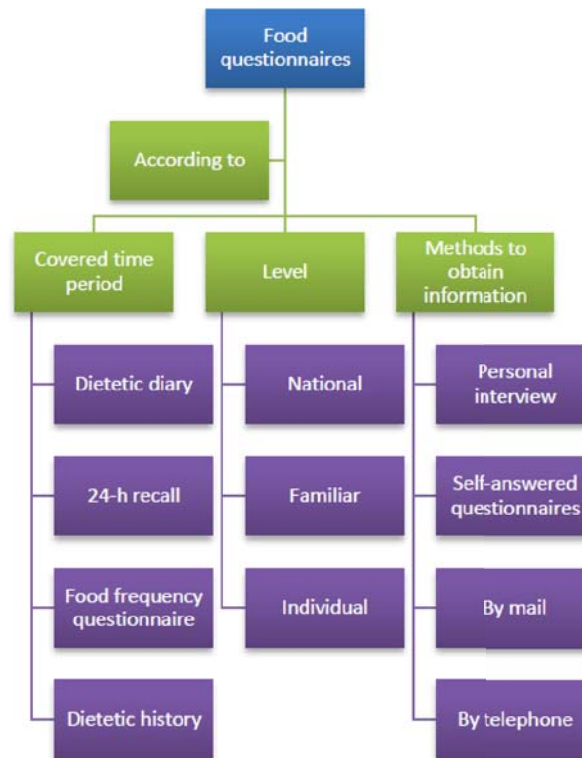 Food
questionnaires
According to
Covered time
period
Level
Methods to
obtain
information
Dietetic diary
24-h recall
Food frequency
questionnaire
Dietetic history
National
Familiar
Individual
Personal
interview
Self-answered
questionnaires
By mail
By telephone